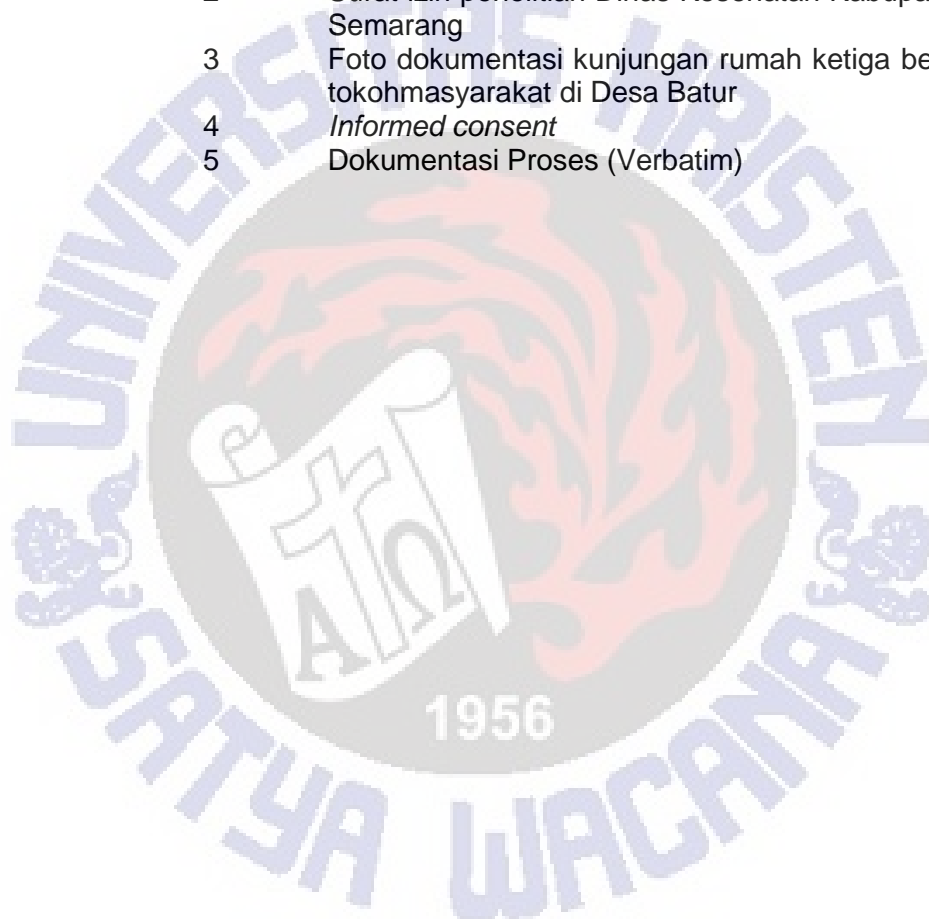 Semarang
3 Foto dokumentasi kunjungan rumah ketiga
tokohmasyarakat di Desa Batur
4 Informed consent
5 Dokumentasi Proses (Verbatim)
UNIVERSITAS KRISTEN
ΑΩ
1956
SATYA WACANA